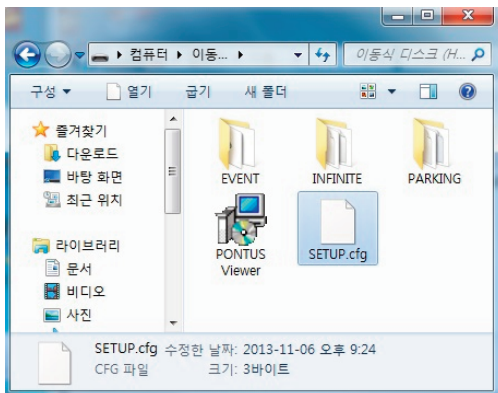 컴퓨터 ▸ 이동... ▸
이동식 디스크 (H...
구성 ▼ 열기 굽기 새 폴더
즐겨찾기
다운로드
바탕 화면
최근 위치
라이브러리
문서
비디오
사진
EVENT
INFINITE
PARKING
PONTUS
Viewer
SETUP.cfg
SETUP.cfg 수정한 날짜: 2013-11-06 오후 9:24
CFG 파일 크기: 3바이트